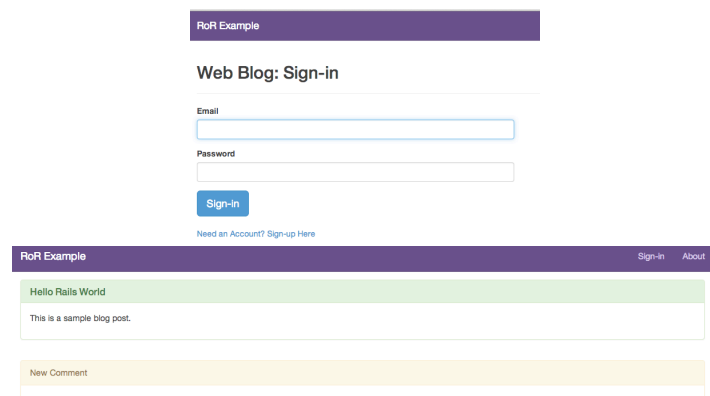 RoR Example
Web Blog: Sign-in
Email
Password
Sign-in
Need an Account? Sign-up Here
RoR Example Sign-in About
Hello Rails World
This is a sample blog post.
New Comment